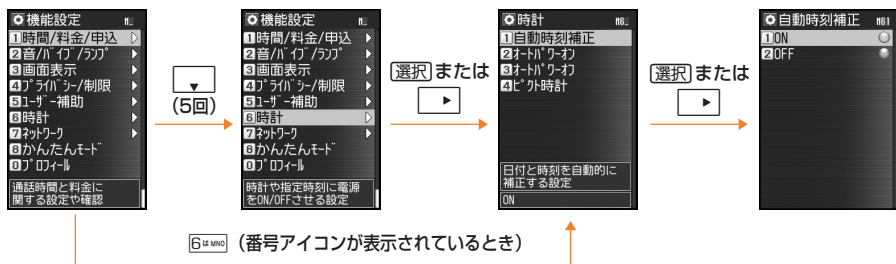 機能設定 M_
1時間/料金/申込
2音/バイブ/ランプ
3画面表示
4プライバシー/制限
5ユーザー補助
6時計
7ネットワーク
8かんたんモード
0プロフィール
通話時間と料金に
関する設定や確認
(5回)
機能設定 M_
1時間/料金/申込
2音/バイブ/ランプ
3画面表示
4プライバシー/制限
5ユーザー補助
6時計
7ネットワーク
8かんたんモード
0プロフィール
時計や指定時刻に電源
をON/OFFさせる設定
選択または
時計 M6_
1自動時刻補正
2オートパワーオン
3オートパワーオフ
4ピクト時計
日付と時刻を自動的に
補正する設定
ON
選択または
自動時刻補正 M61
1ON
2OFF
6はMNO(番号アイコンが表示されているとき)